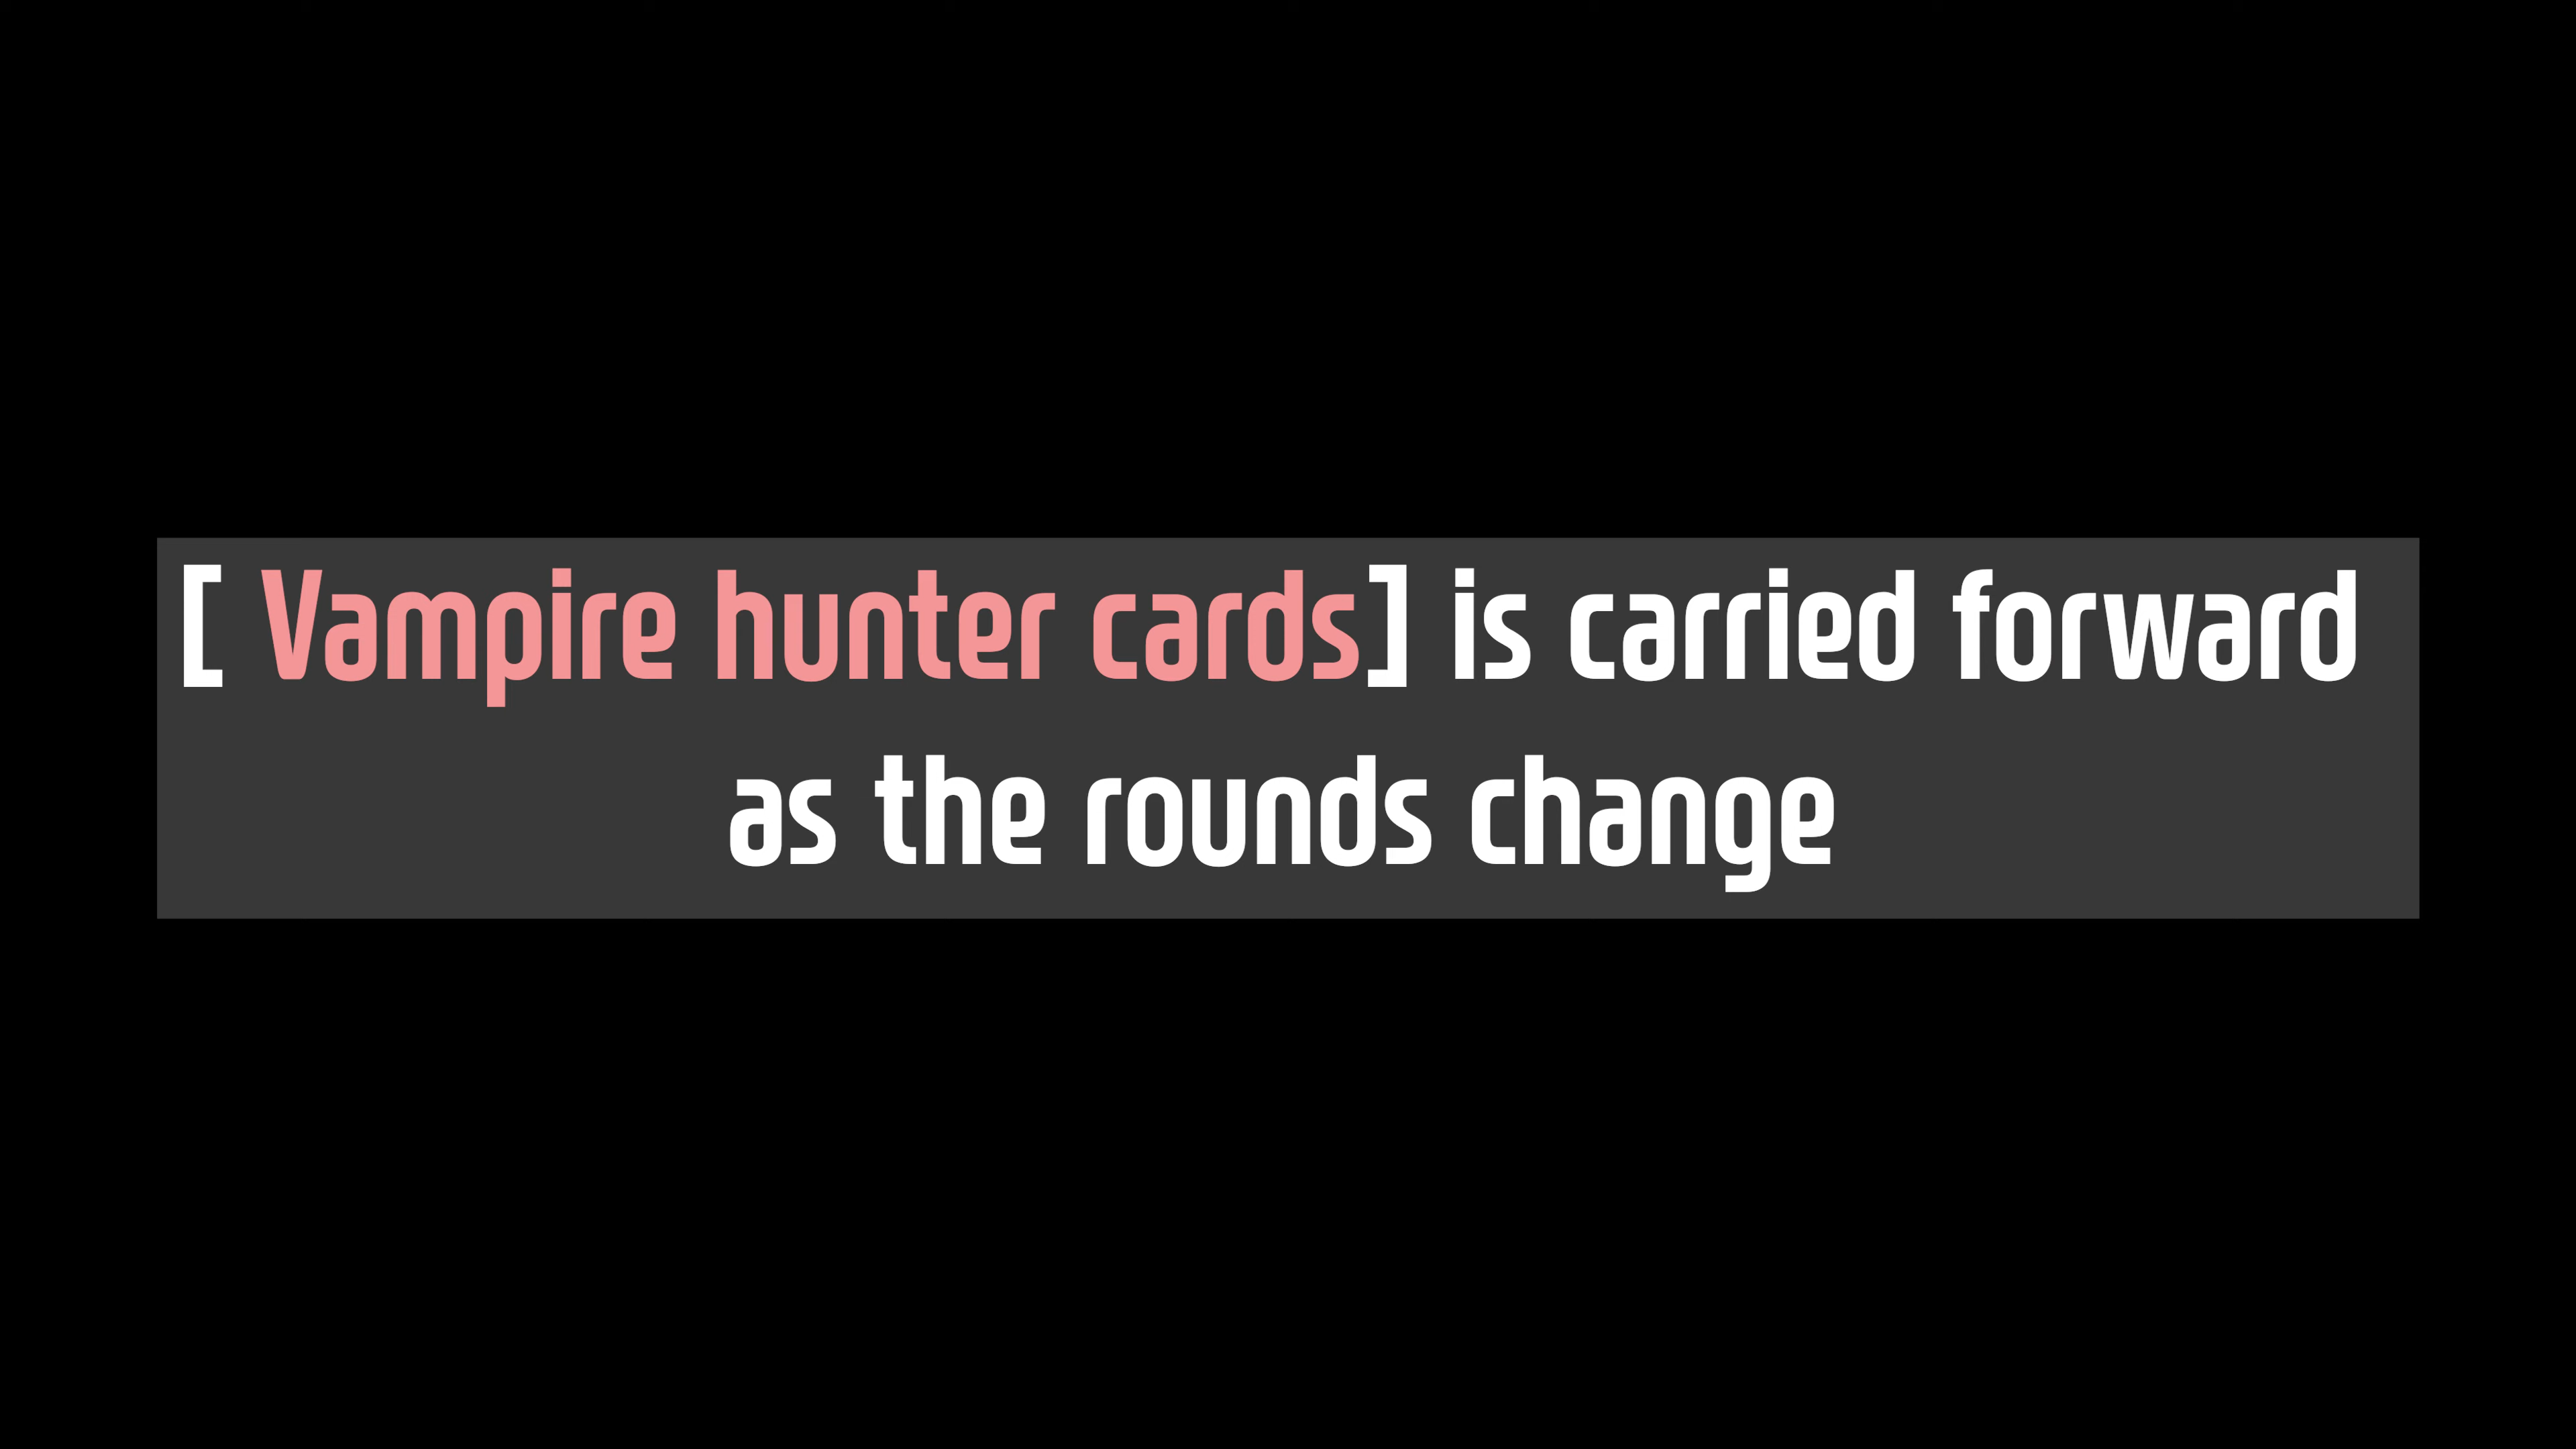 [ Vampire hunter cards] is carried forward
as the rounds change